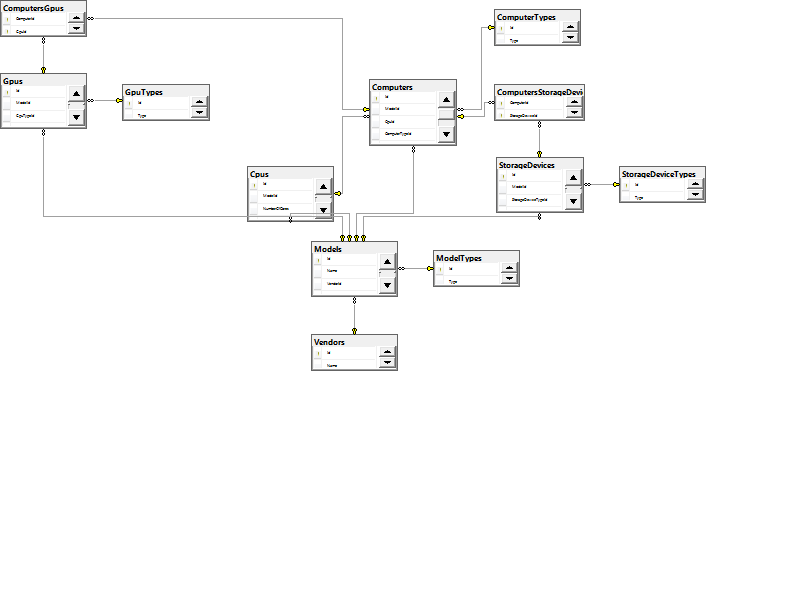 ComputersGpus
ComputerId
GpuId
Gpus
Id
ModelId
GpuTypeId
GpuTypes
Id
Type
Computers
Id
ModelId
CpuId
ComputerTypeId
ComputerTypes
Id
Type
ComputersStorageDevi
ComputerId
StorageDeviceId
Cpus
Id
ModelId
NumberOfCores
StorageDevices
Id
ModelId
StorageDeviceTypeId
StorageDeviceTypes
Id
Type
Models
Id
Name
VendorId
ModelTypes
Id
Type
Vendors
Id
Name